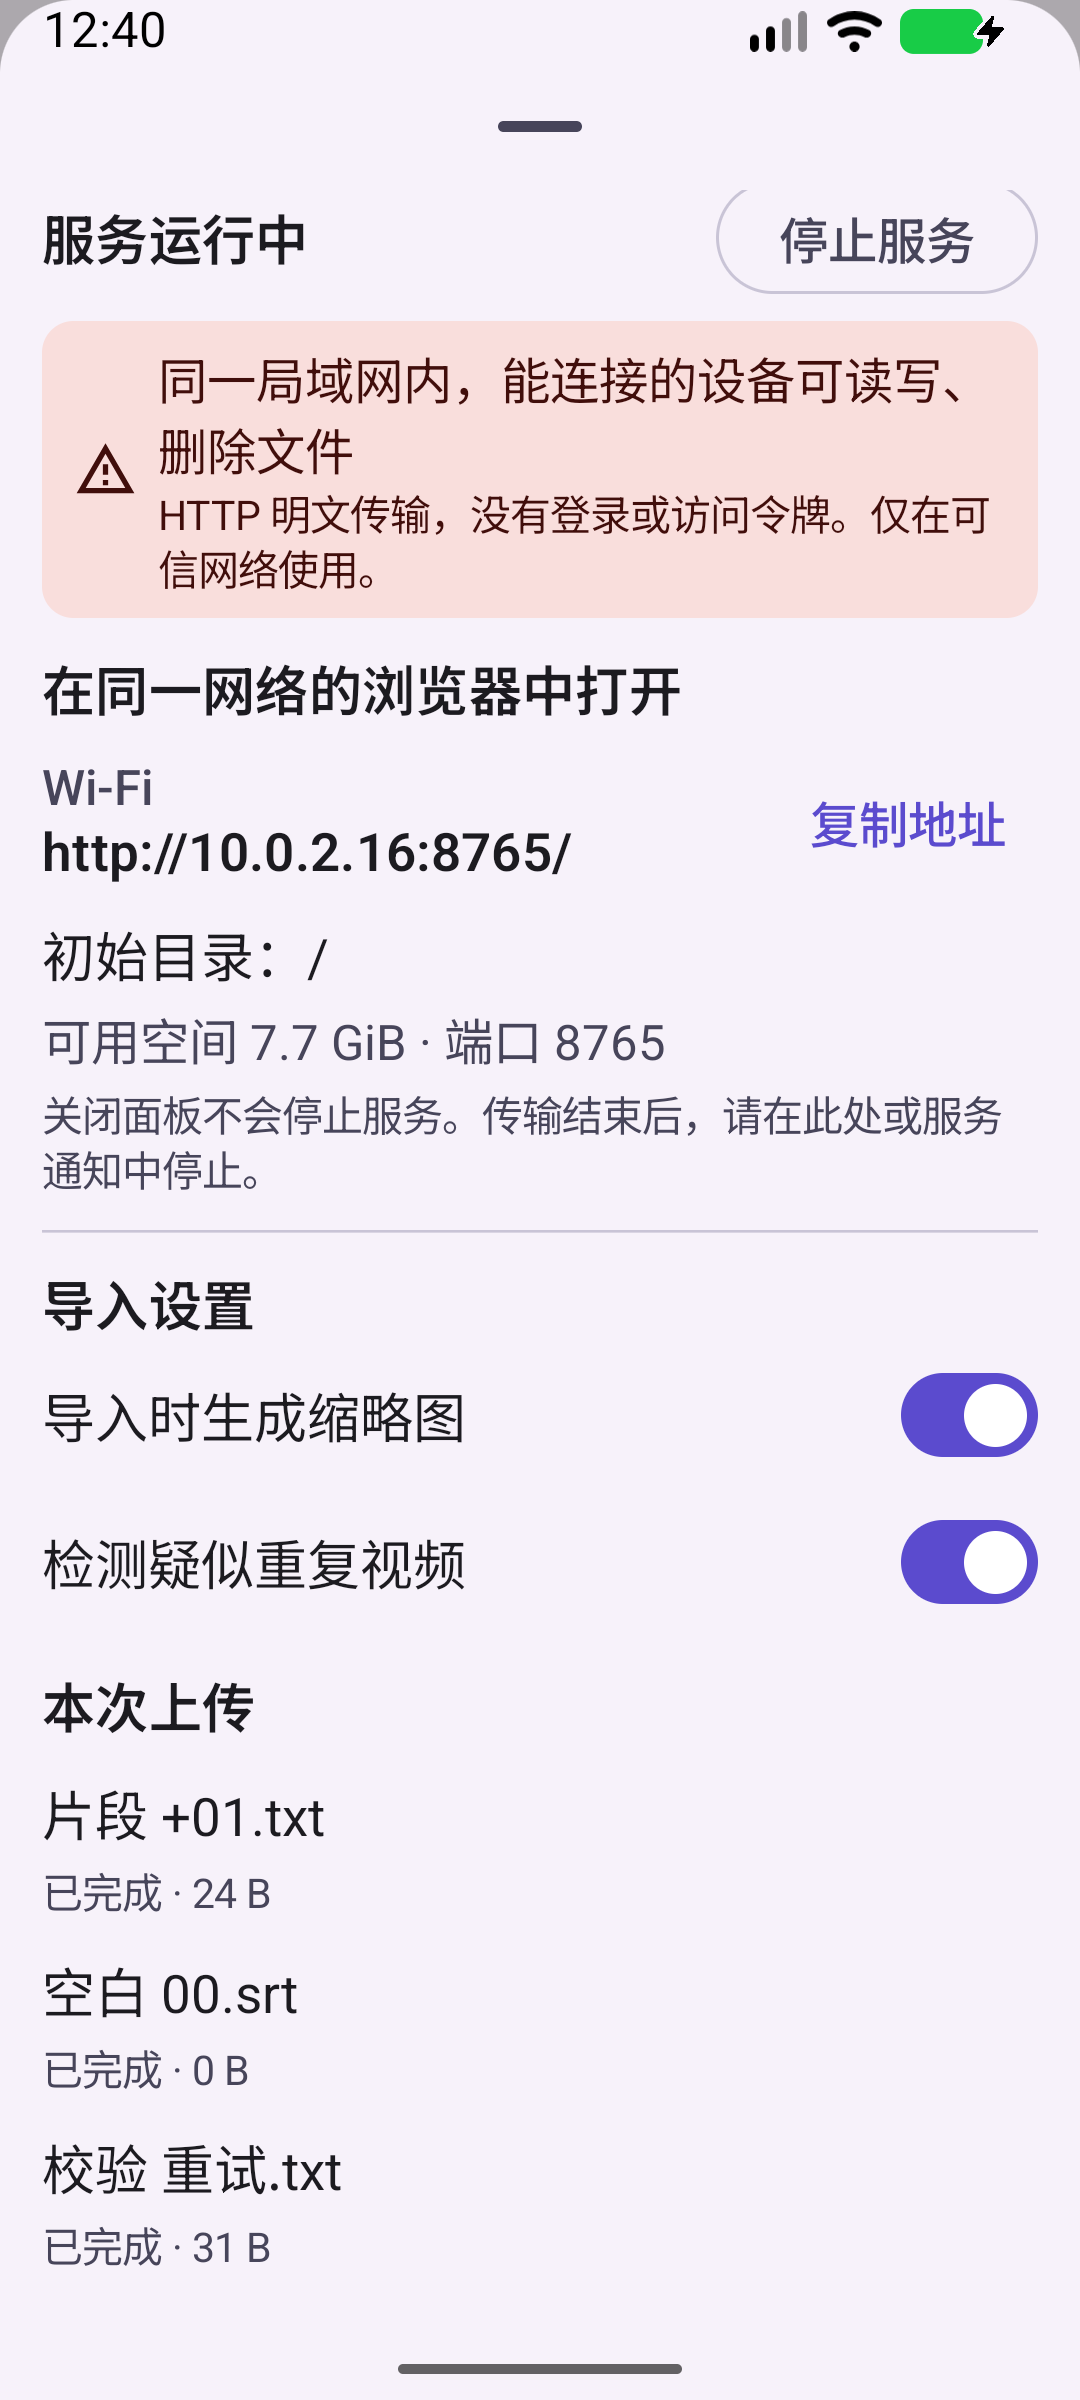 12:40
服务运行中
停止服务
同一局域网内，能连接的设备可读写、
删除文件
HTTP 明文传输，没有登录或访问令牌。仅在可
信网络使用。
在同一网络的浏览器中打开
Wi-Fi
http://10.0.2.16:8765/
复制地址
初始目录：/
可用空间 7.7 GiB · 端口 8765
关闭面板不会停止服务。传输结束后，请在此处或服务
通知中停止。
导入设置
导入时生成缩略图
检测疑似重复视频
本次上传
片段 +01.txt
已完成 · 24 B
空白 00.srt
已完成 · 0 B
校验 重试.txt
已完成 · 31 B